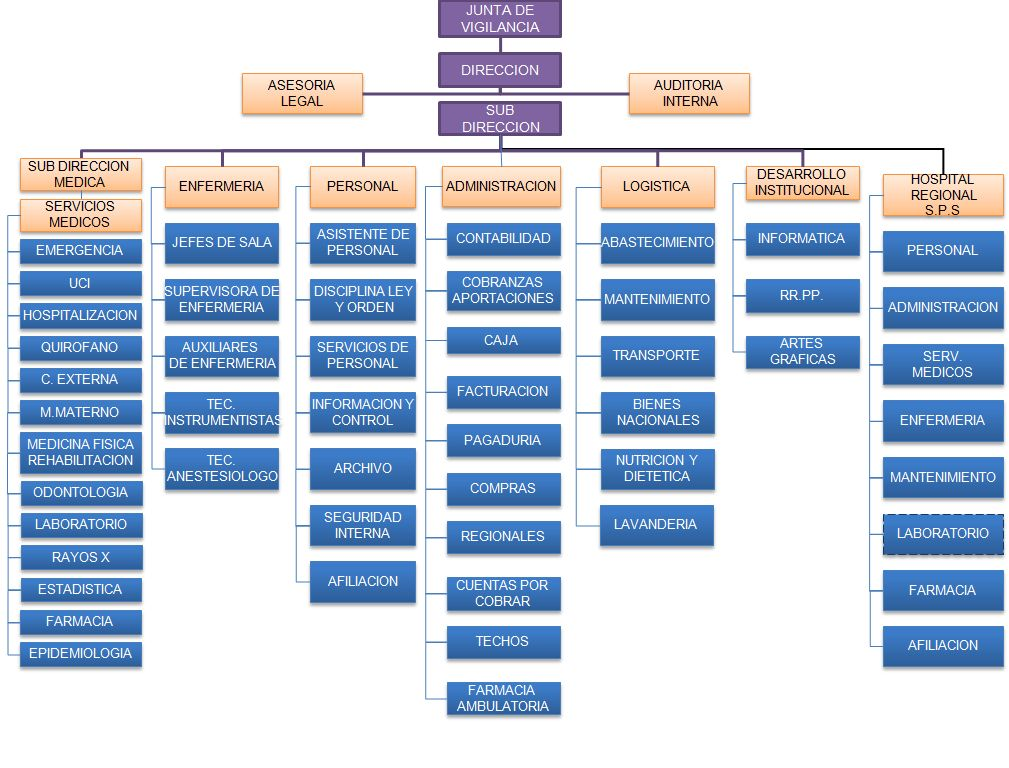 JUNTA DE
VIGILANCIA
DIRECCION
ASESORIA
LEGAL
AUDITORIA
INTERNA
SUB
DIRECCION
SUB DIRECCION
MEDICA
SERVICIOS
MEDICOS
EMERGENCIA
UCI
HOSPITALIZACION
QUIROFANO
C. EXTERNA
M.MATERNO
MEDICINA FISICA
REHABILITACION
ODONTOLOGIA
LABORATORIO
RAYOS X
ESTADISTICA
FARMACIA
EPIDEMIOLOGIA
ENFERMERIA
JEFES DE SALA
SUPERVISORA DE
ENFERMERIA
AUXILIARES
DE ENFERMERIA
TEC.
INSTRUMENTISTAS
TEC.
ANESTESIOLOGO
PERSONAL
ASISTENTE DE
PERSONAL
DISCIPLINA LEY
Y ORDEN
SERVICIOS DE
PERSONAL
INFORMACION Y
CONTROL
ARCHIVO
SEGURIDAD
INTERNA
AFILIACION
ADMINISTRACION
CONTABILIDAD
COBRANZAS
APORTACIONES
CAJA
FACTURACION
PAGADURIA
COMPRAS
REGIONALES
CUENTAS POR
COBRAR
TECHOS
FARMACIA
AMBULATORIA
LOGISTICA
ABASTECIMIENTO
MANTENIMIENTO
TRANSPORTE
BIENES
NACIONALES
NUTRICION Y
DIETETICA
LAVANDERIA
DESARROLLO
INSTITUCIONAL
INFORMATICA
RR.PP.
ARTES
GRAFICAS
HOSPITAL
REGIONAL
S.P.S
PERSONAL
ADMINISTRACION
SERV.
MEDICOS
ENFERMERIA
MANTENIMIENTO
LABORATORIO
FARMACIA
AFILIACION